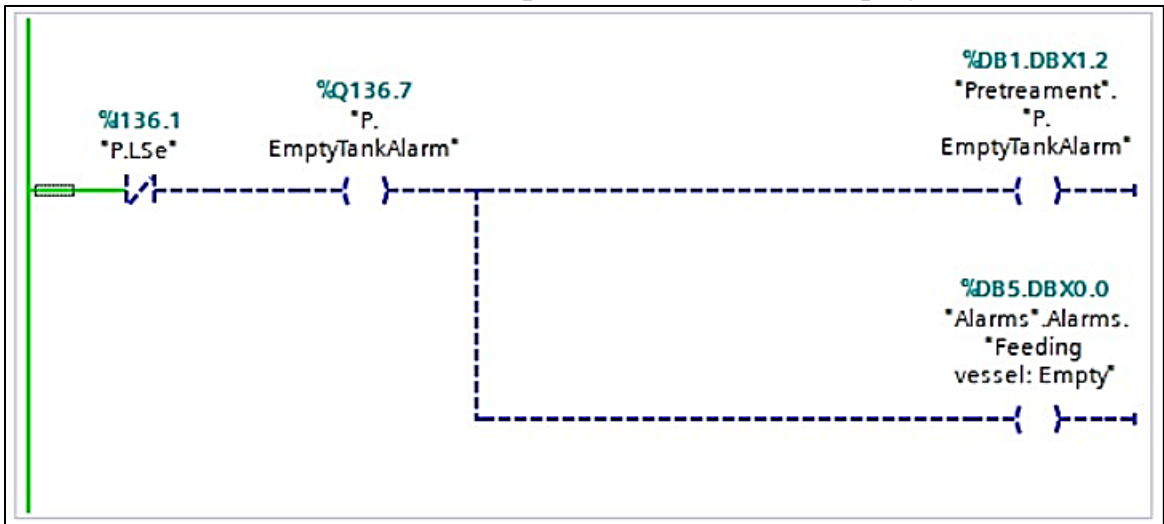 %I136.1
"P.LSe"
%Q136.7
"P.
EmptyTankAlarm"
%DB1.DBX1.2
"Pretreament".
"P.
EmptyTankAlarm"
%DB5.DBX0.0
"Alarms".Alarms.
"Feeding
vessel: Empty"